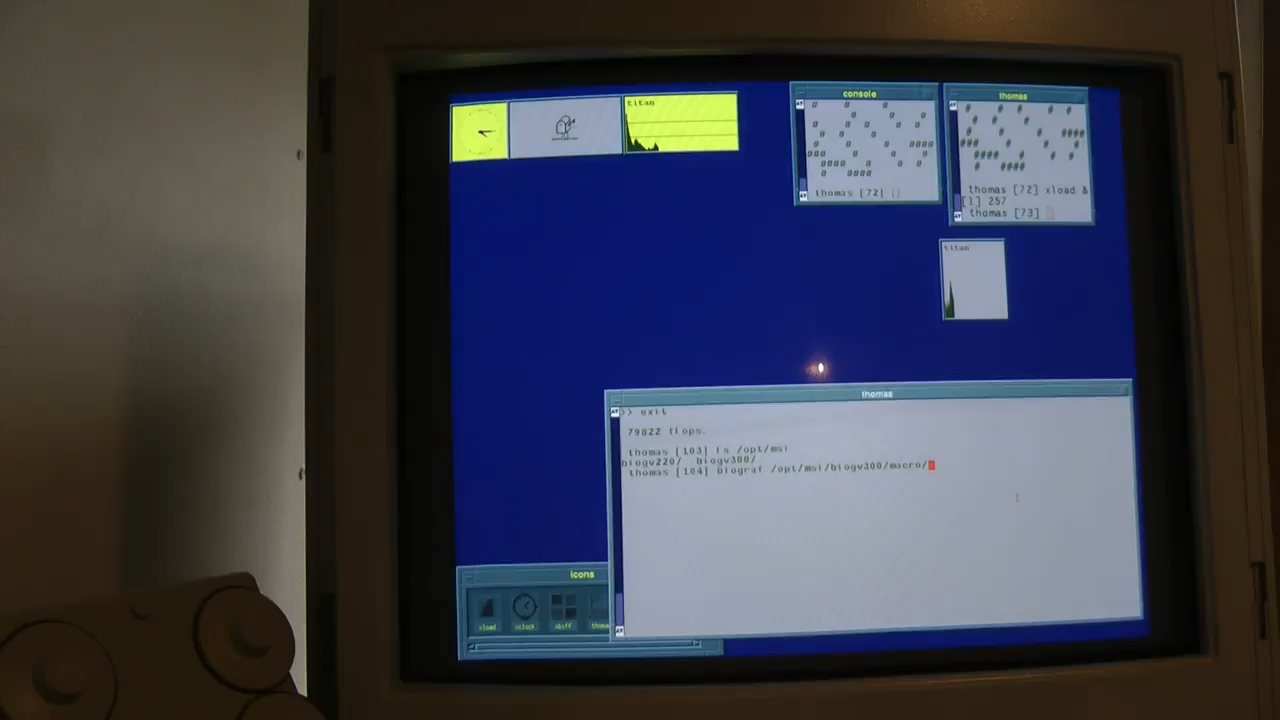 titan
console
thomas [72]
thomas
thomas [72] xload &
[1] 257
thomas [73]
titan
thomas
>> exit
79822 flops.
thomas [103] ls /opt/msi
biogv220/ biogv300/
thomas [104] biograf /opt/msi/biogv300/macro/
Icons
xload xclock xbiff